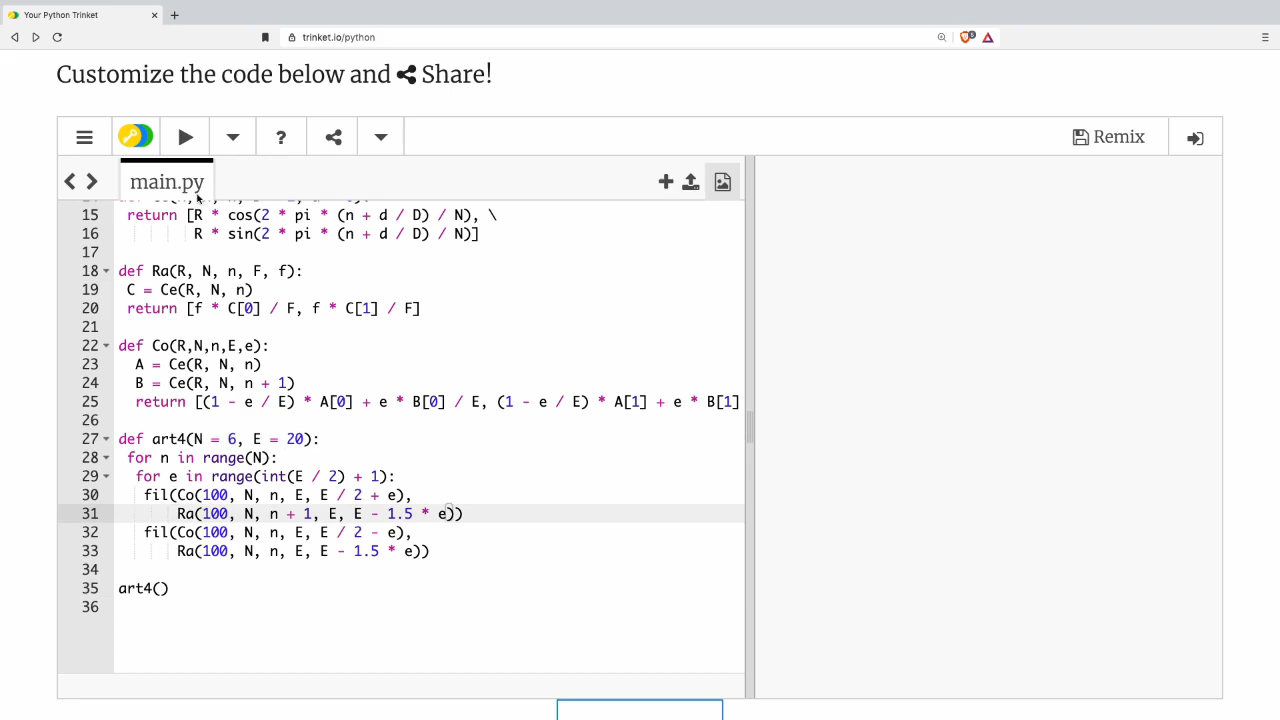 Your Python Trinket
trinket.io/python
Customize the code below and Share!
? Remix
main.py
15 return [R * cos(2 * pi * (n + d / D) / N), \
16 R * sin(2 * pi * (n + d / D) / N)]
17
18 def Ra(R, N, n, F, f):
19 C = Ce(R, N, n)
20 return [f * C[0] / F, f * C[1] / F]
21
22 def Co(R,N,n,E,e):
23 A = Ce(R, N, n)
24 B = Ce(R, N, n + 1)
25 return [(1 - e / E) * A[0] + e * B[0] / E, (1 - e / E) * A[1] + e * B[1]
26
27 def art4(N = 6, E = 20):
28 for n in range(N):
29 for e in range(int(E / 2) + 1):
30 fil(Co(100, N, n, E, E / 2 + e),
31 Ra(100, N, n + 1, E, E - 1.5 * e))
32 fil(Co(100, N, n, E, E / 2 - e),
33 Ra(100, N, n, E, E - 1.5 * e))
34
35 art4()
36